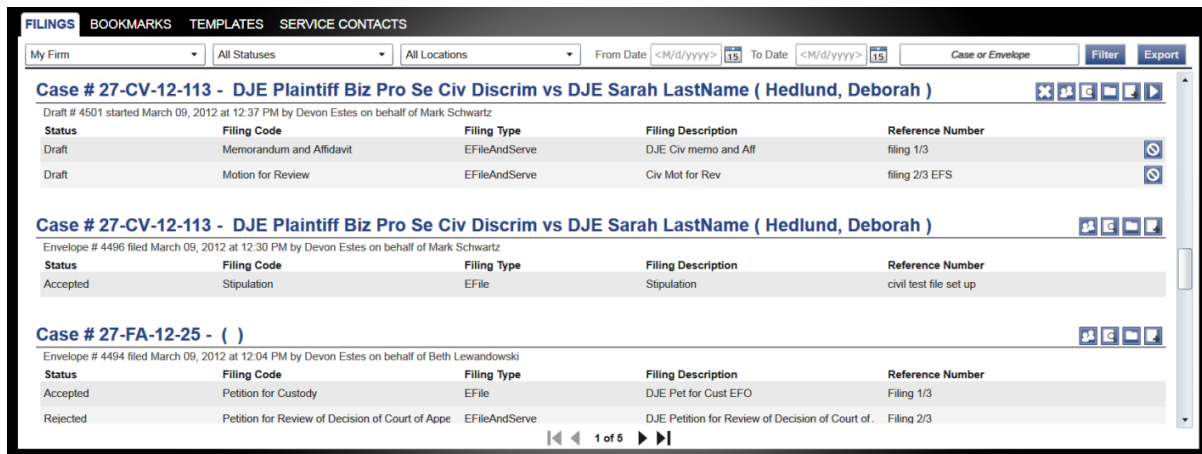 FILINGS BOOKMARKS TEMPLATES SERVICE CONTACTS
My Firm All Statuses All Locations From Date <M/d/yyyy> 15 To Date <M/d/yyyy> 15 Case or Envelope Filter Export
Case # 27-CV-12-113 - DJE Plaintiff Biz Pro Se Civ Discrim vs DJE Sarah LastName ( Hedlund, Deborah )
Draft # 4501 started March 09, 2012 at 12:37 PM by Devon Estes on behalf of Mark Schwartz
Status Filing Code Filing Type Filing Description Reference Number
Draft Memorandum and Affidavit EFileAndServe DJE Civ memo and Aff filing 1/3
Draft Motion for Review EFileAndServe Civ Mot for Rev filing 2/3 EFS
Case # 27-CV-12-113 - DJE Plaintiff Biz Pro Se Civ Discrim vs DJE Sarah LastName ( Hedlund, Deborah )
Envelope # 4496 filed March 09, 2012 at 12:30 PM by Devon Estes on behalf of Mark Schwartz
Status Filing Code Filing Type Filing Description Reference Number
Accepted Stipulation EFile Stipulation civil test file set up
Case # 27-FA-12-25 - ( )
Envelope # 4494 filed March 09, 2012 at 12:04 PM by Devon Estes on behalf of Beth Lewandowski
Status Filing Code Filing Type Filing Description Reference Number
Accepted Petition for Custody EFile DJE Pet for Cust EFO Filing 1/3
Rejected Petition for Review of Decision of Court of Appe EFileAndServe DJE Petition for Review of Decision of Court of. Filing 2/3
1 of 5